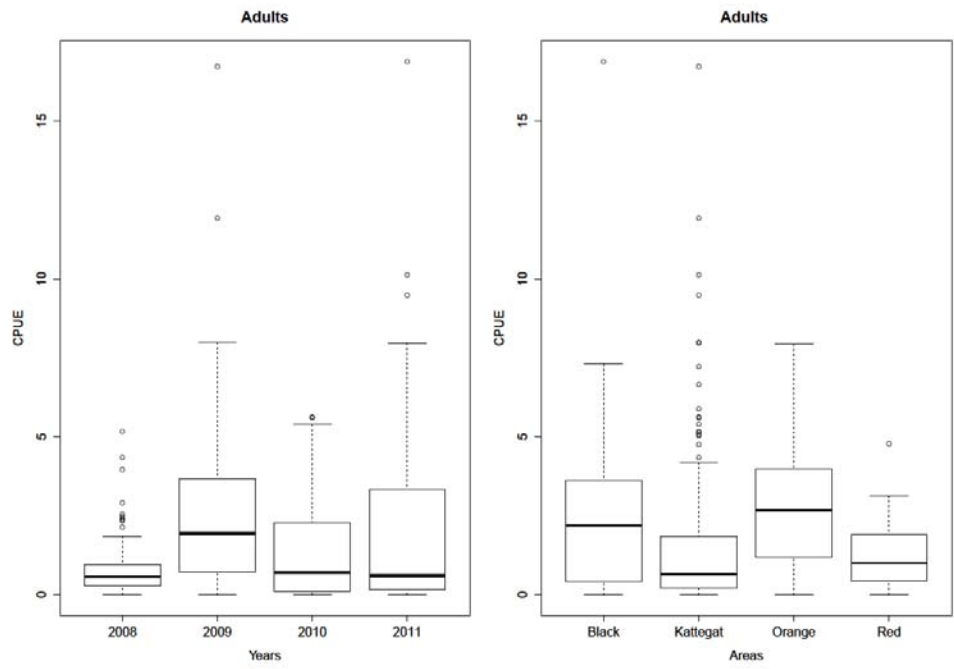 Adults
CPUE
15
10
5
0
2008 2009 2010 2011
Years
Adults
CPUE
15
10
5
0
Black Kattegat Orange Red
Areas